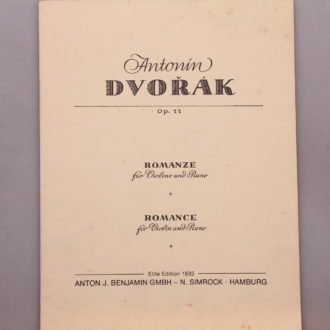 Antonín
DVOŘÁK
Op. 11
ROMANZE
für Violine und Piano
ROMANCE
for Violin and Piano
Elite Edition 1633
ANTON J. BENJAMIN GMBH – N. SIMROCK · HAMBURG